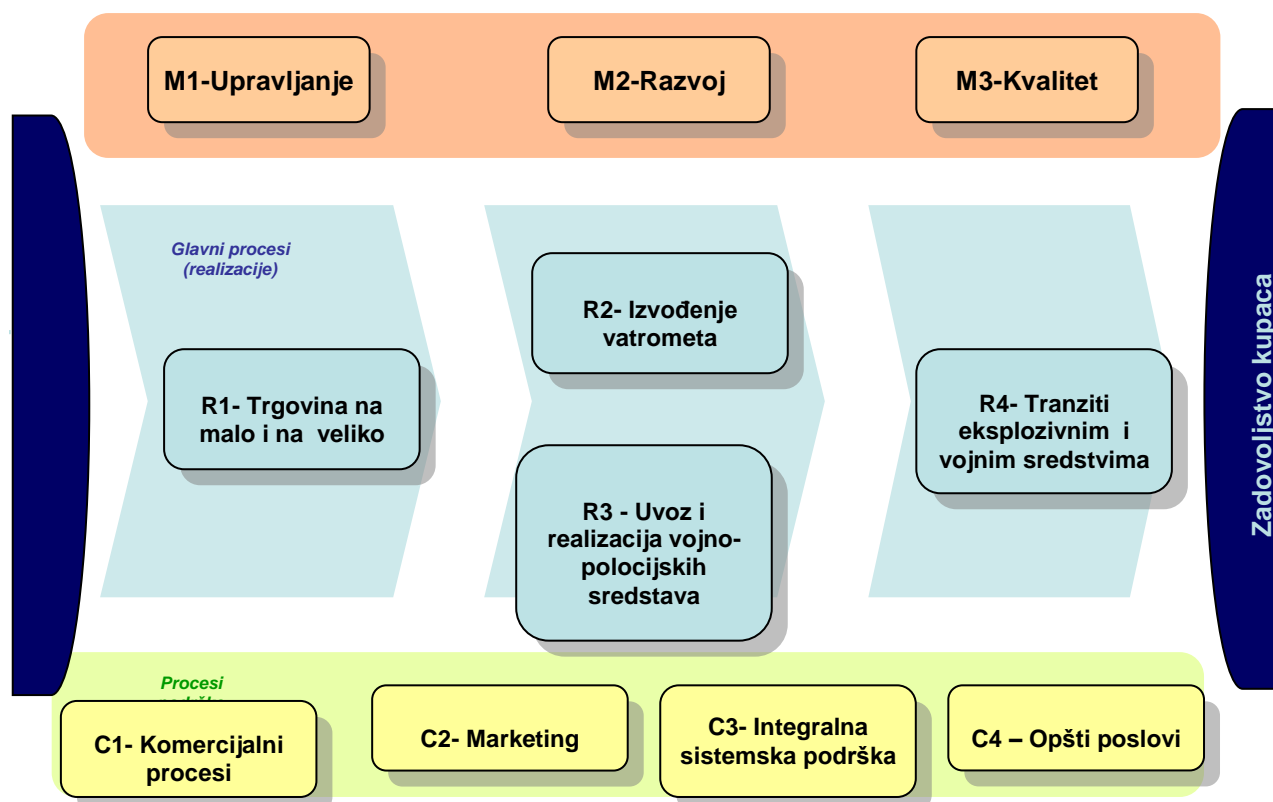 M1-Upravljanje
M2-Razvoj
M3-Kvalitet
Glavni procesi
(realizacije)
R1- Trgovina na
malo i na veliko
R2- Izvođenje
vatrometa
R3 - Uvoz i
realizacija vojno-
polocijskih
sredstava
R4- Tranziti
eksplozivnim i
vojnim sredstvima
Zadovoljstvo kupaca
Procesi
C1- Komercijalni
procesi
C2- Marketing
C3- Integralna
sistemska podrška
C4 – Opšti poslovi